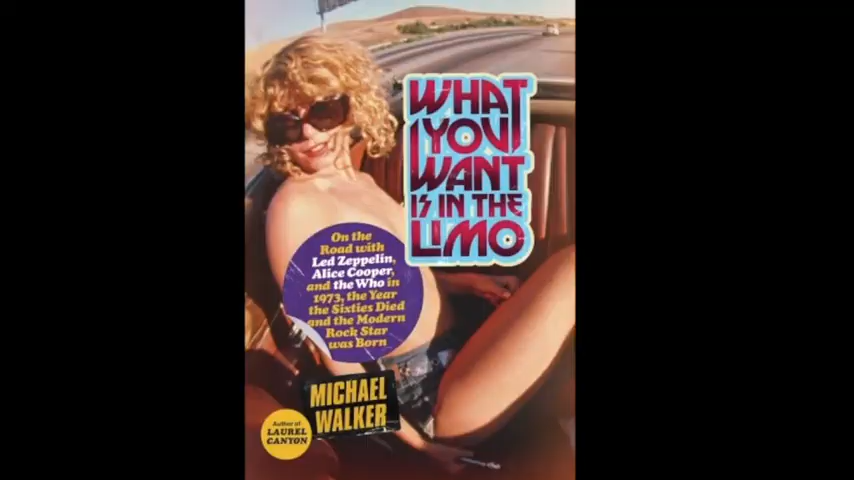 WHAT
YOU
WANT
IS IN THE
LIMO
On the
Road with
Led Zeppelin,
Alice Cooper,
and the Who in
1973, the Year
the Sixties Died
and the Modern
Rock Star
was Born
MICHAEL
WALKER
Author of
LAUREL
CANYON